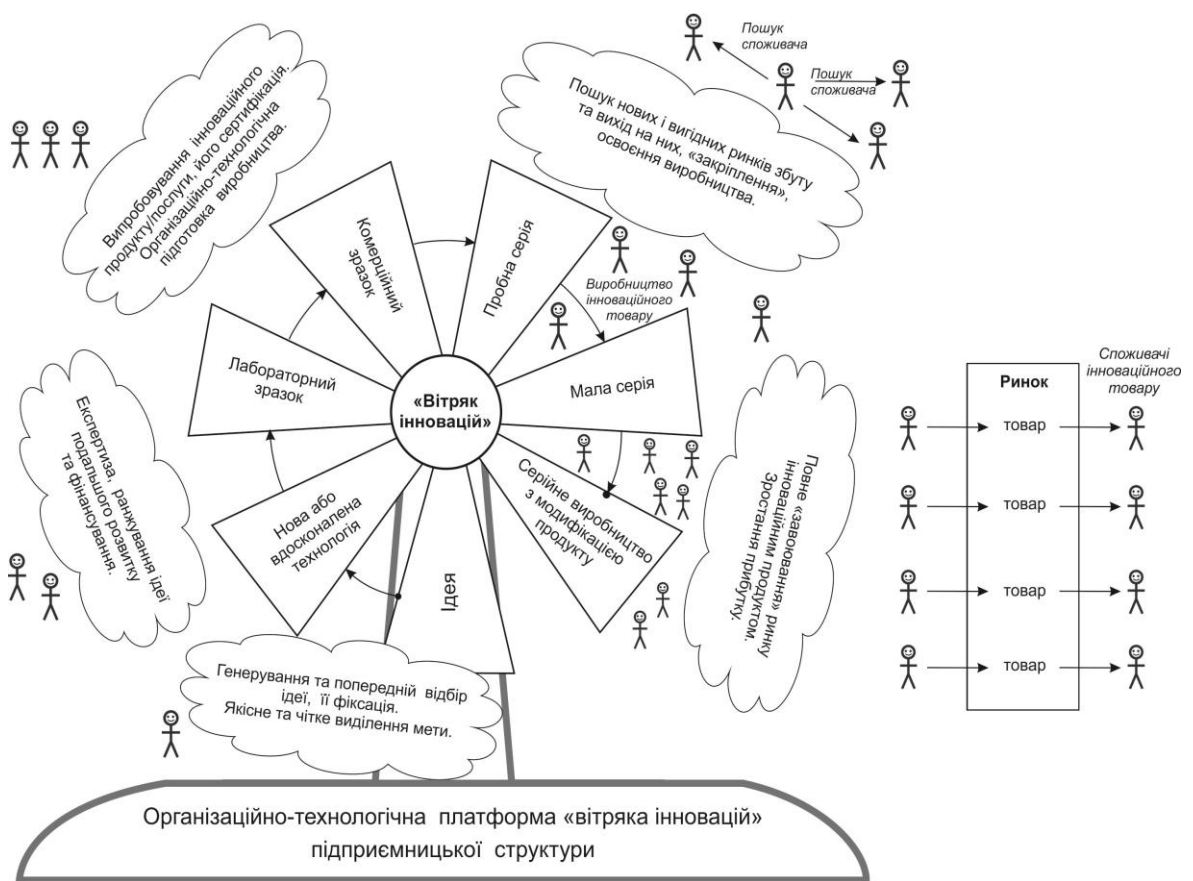 Пошук
споживача
Пошук
споживача
Випробовування інноваційного
продукту/послуги, його сертифікація.
Організаційно-технологічна
підготовка виробництва.
Пошук нових і вигідних ринків збуту
та вихід на них, «закріплення»,
освоєння виробництва.
Комерційний
зразок
Пробна серія
Виробництво
інноваційного
товару
Лабораторний
зразок
Мала серія
«Вітряк
інновацій»
Експертиза, ранжування ідеї
подальшого розвитку
та фінансування.
Нова або
вдосконалена
технологія
Ідея
Серійне виробництво
з модифікацією
продукту
Повне «завоювання» ринку
інноваційним продуктом.
Зростання прибутку.
Споживачі
інноваційного
товару
Ринок
товар
товар
товар
товар
Генерування та попередній відбір
ідеї, її фіксація.
Якісне та чітке виділення мети.
Організаційно-технологічна платформа «вітряка інновацій»
підприємницької структури